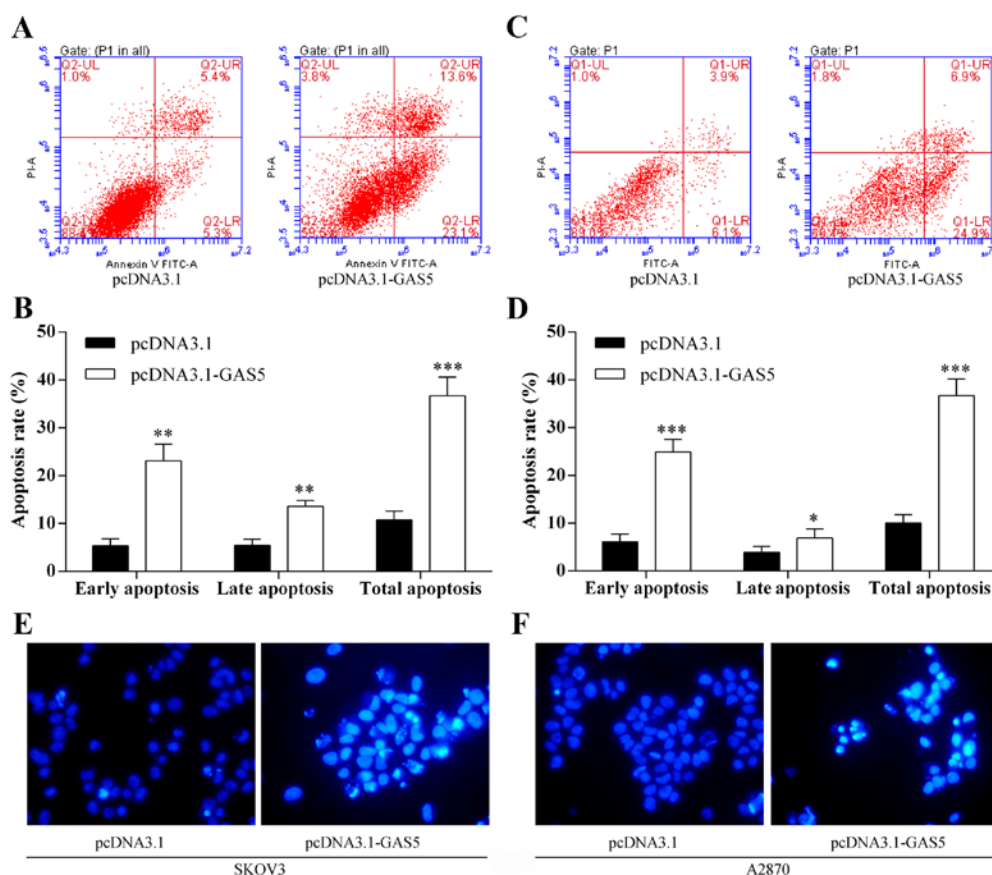 A
Gate: (P1 in all)
Q2-UL
1.0%
Q2-UR
5.4%
Q2-LR
5.3%
PI-A
Annexin V FITC-A
pcDNA3.1
Gate: (P1 in all)
Q2-UL
3.8%
Q2-UR
13.6%
Q2-LR
23.1%
PI-A
Annexin V FITC-A
pcDNA3.1-GAS5
C
Gate: P1
Q1-UL
1.0%
Q1-UR
3.9%
Q1-LR
6.1%
PI-A
FITC-A
pcDNA3.1
Gate: P1
Q1-UL
1.8%
Q1-UR
6.9%
Q1-LR
24.9%
PI-A
FITC-A
pcDNA3.1-GAS5
B
Apoptosis rate (%)
50
40
30
20
10
0
pcDNA3.1
pcDNA3.1-GAS5
**
**
***
Early apoptosis Late apoptosis Total apoptosis
D
Apoptosis rate (%)
50
40
30
20
10
0
pcDNA3.1
pcDNA3.1-GAS5
***
*
***
Early apoptosis Late apoptosis Total apoptosis
E
pcDNA3.1 pcDNA3.1-GAS5
SKOV3
F
pcDNA3.1 pcDNA3.1-GAS5
A2870